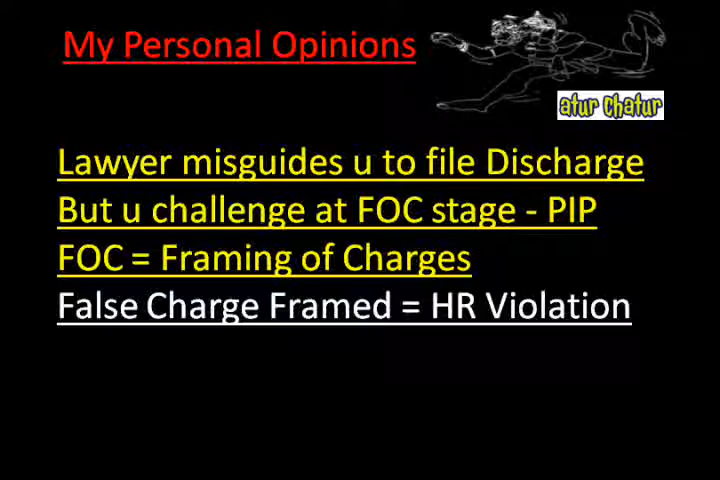 My Personal Opinions
atur chatur
Lawyer misguides u to file Discharge
But u challenge at FOC stage - PIP
FOC = Framing of Charges
False Charge Framed = HR Violation